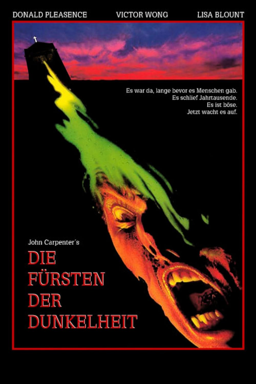 DONALD PLEASENCE VICTOR WONG LISA BLOUNT
Es war da, lange bevor es Menschen gab.
Es schlief Jahrtausende.
Es ist böse.
Jetzt wacht es auf.
John Carpenter's
DIE
FÜRSTEN
DER
DUNKELHEIT